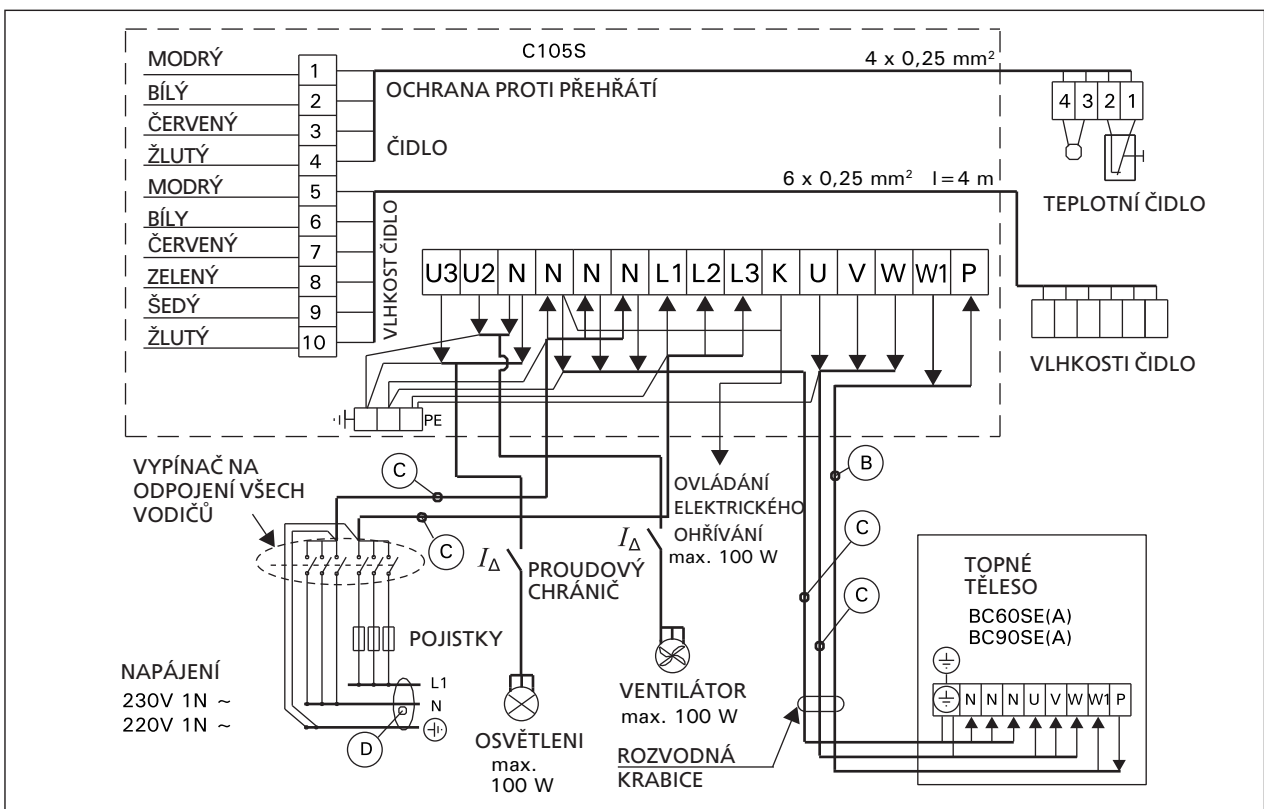 C105S
4 x 0,25 mm²
MODRÝ
1
BÍLÝ
2
OCHRANA PROTI PŘEHŘÁTÍ
ČERVENÝ
3
ŽLUTÝ
4
ČIDLO
4 3 2 1
TEPLOTNÍ ČIDLO
MODRÝ
5
6 x 0,25 mm² l=4 m
BÍLY
6
ČERVENÝ
7
ZELENÝ
8
ŠEDÝ
9
ŽLUTÝ
10
VLHKOST ČIDLO
U3 U2 N N N N L1 L2 L3 K U V W W1 P
VLHKOSTI ČIDLO
PE
VYPÍNAČ NA
ODPOJENÍ VŠECH
VODIČŮ
C
C
B
OVLÁDÁNÍ
ELEKTRICKÉHO
OHŘÍVÁNÍ
max. 100 W
C
C
I∆
PROUDOVÝ
CHRÁNIČ
I∆
POJISTKY
NAPÁJENÍ
230V 1N ~
220V 1N ~
L1
N
D
OSVĚTLENI
max.
100 W
VENTILÁTOR
max. 100 W
ROZVODNÁ
KRABICE
TOPNÉ
TĚLESO
BC60SE(A)
BC90SE(A)
N N N U V W W1 P